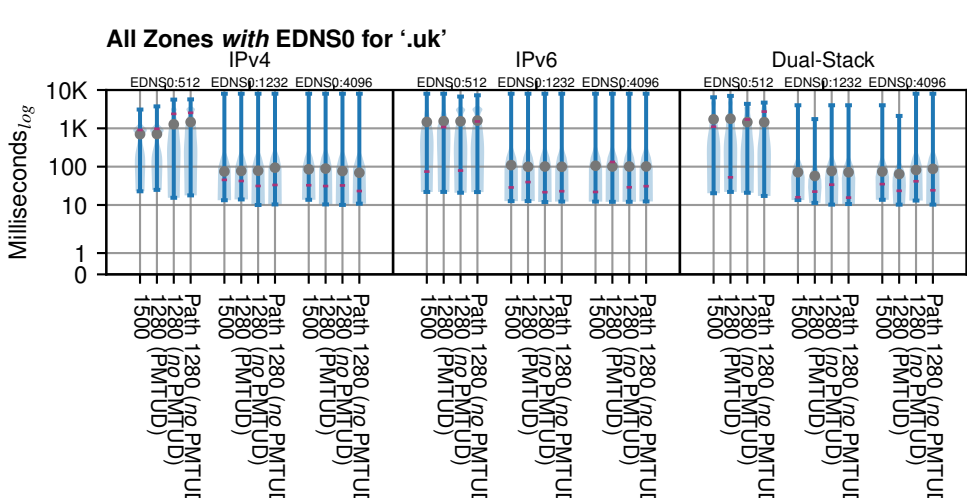 All Zones with EDNS0 for ‘.uk’
IPv4
IPv6
Dual-Stack
EDNS0:512 EDNS0:1232 EDNS0:4096
EDNS0:512 EDNS0:1232 EDNS0:4096
EDNS0:512 EDNS0:1232 EDNS0:4096
Milliseconds log
10K
1K
100
10
1
0
1500
1280 (PMTUD)
1280 (no PMTUD)
Path 1280 (no PMTUD
1500
1280 (PMTUD)
1280 (no PMTUD)
Path 1280 (no PMTUD
1500
1280 (PMTUD)
1280 (no PMTUD)
Path 1280 (no PMTUD
1500
1280 (PMTUD)
1280 (no PMTUD)
Path 1280 (no PMTUD
1500
1280 (PMTUD)
1280 (no PMTUD)
Path 1280 (no PMTUD
1500
1280 (PMTUD)
1280 (no PMTUD)
Path 1280 (no PMTUD
1500
1280 (PMTUD)
1280 (no PMTUD)
Path 1280 (no PMTUD
1500
1280 (PMTUD)
1280 (no PMTUD)
Path 1280 (no PMTUD
1500
1280 (PMTUD)
1280 (no PMTUD)
Path 1280 (no PMTUD